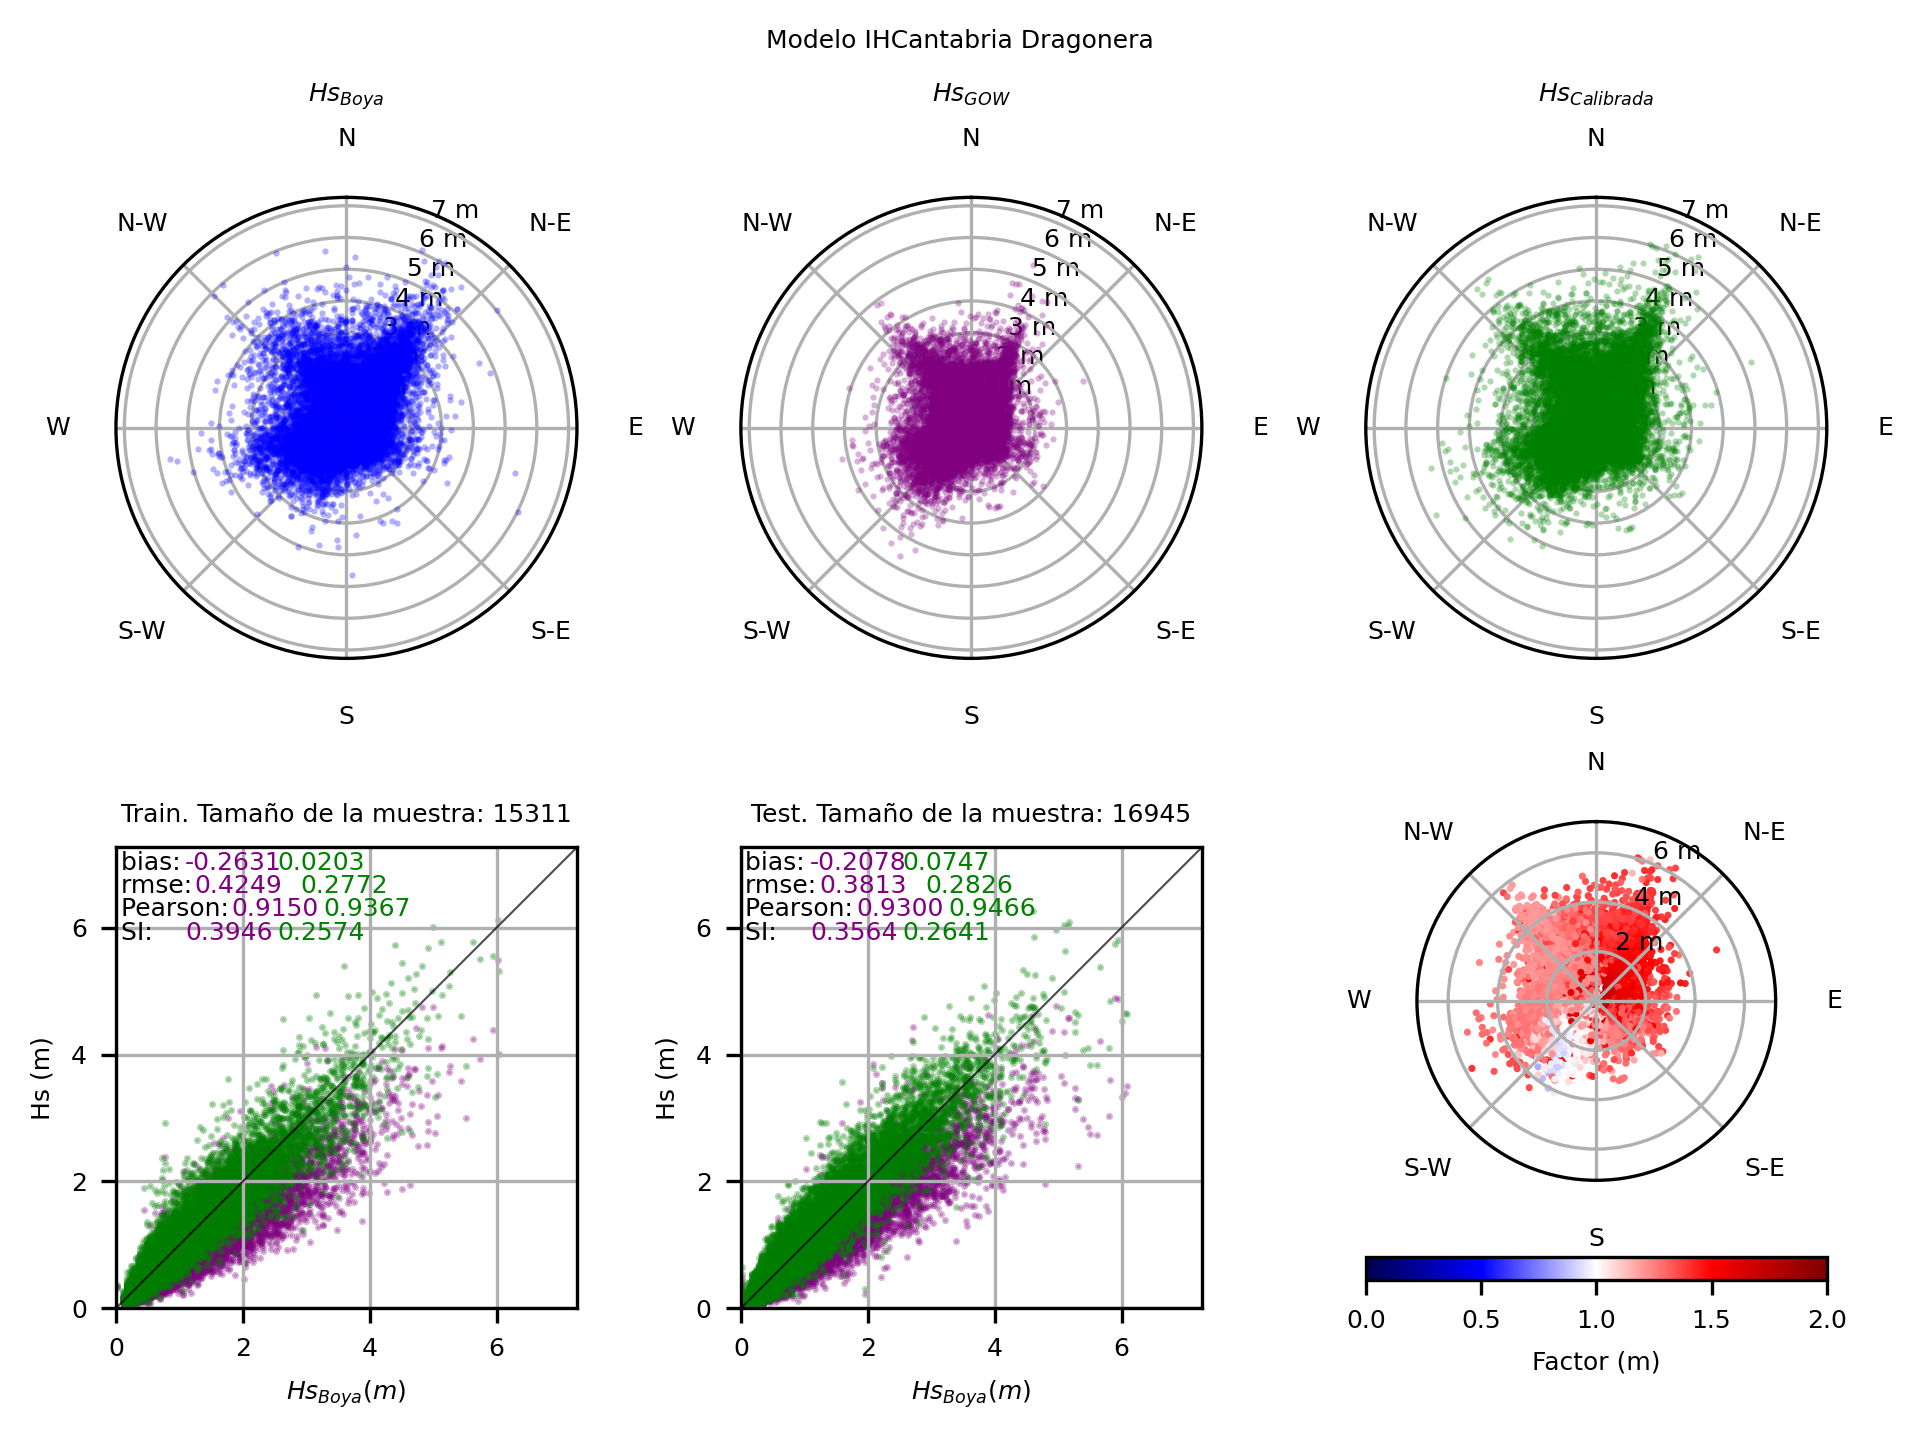 Modelo IHCantabria Dragonera
Hs_Boya
N
N-W
N-E
W
E
S-W
S-E
S
7 m
6 m
5 m
4 m
3 m
Hs_GOW
N
N-W
N-E
W
E
S-W
S-E
S
7 m
6 m
5 m
4 m
3 m
m
m
Hs_Calibrada
N
N-W
N-E
W
E
S-W
S-E
S
7 m
6 m
5 m
4 m
m
m
Train. Tamaño de la muestra: 15311
bias: -0.2631 0.0203
rmse: 0.4249 0.2772
Pearson: 0.9150 0.9367
SI: 0.3946 0.2574
Hs (m)
6
4
2
0
0 2 4 6
Hs_Boya(m)
Test. Tamaño de la muestra: 16945
bias: -0.2078 0.0747
rmse: 0.3813 0.2826
Pearson: 0.9300 0.9466
SI: 0.3564 0.2641
Hs (m)
6
4
2
0
0 2 4 6
Hs_Boya(m)
N
N-W
N-E
W
E
S-W
S-E
S
6 m
4 m
2 m
0.0 0.5 1.0 1.5 2.0
Factor (m)